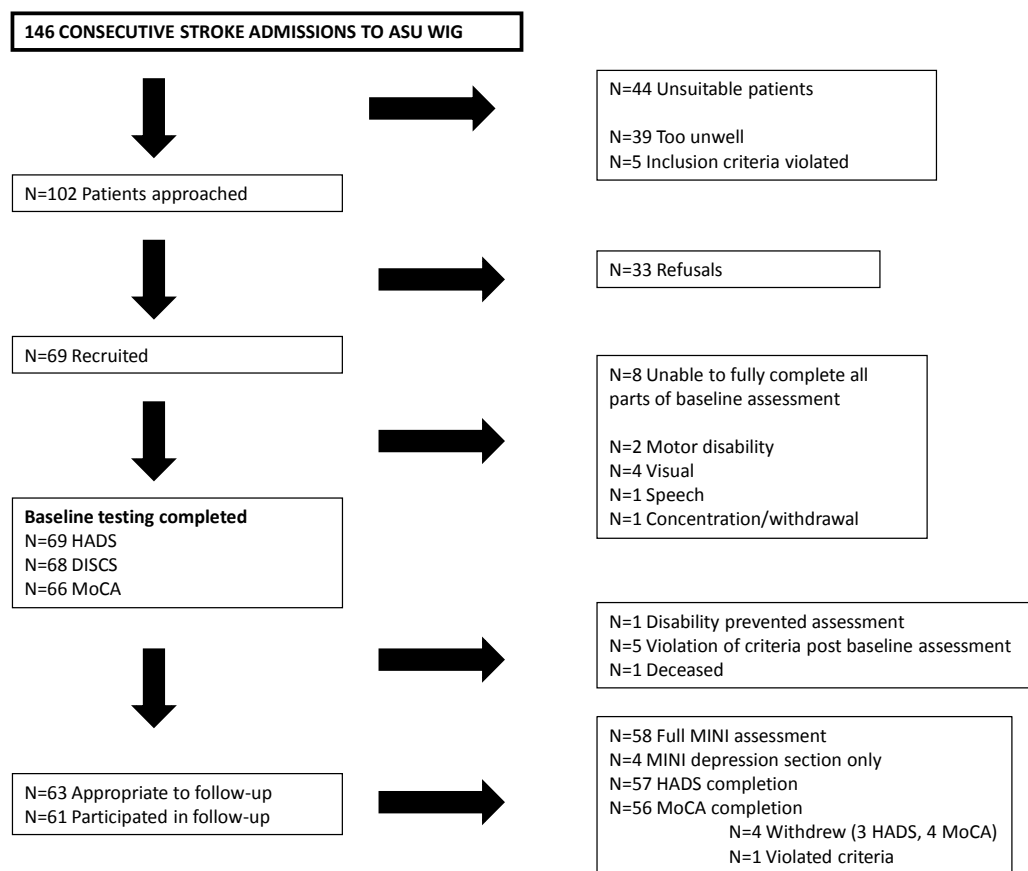 146 CONSECUTIVE STROKE ADMISSIONS TO ASU WIG
N=44 Unsuitable patients
N=39 Too unwell
N=5 Inclusion criteria violated
N=102 Patients approached
N=33 Refusals
N=69 Recruited
N=8 Unable to fully complete all
parts of baseline assessment
N=2 Motor disability
N=4 Visual
N=1 Speech
N=1 Concentration/withdrawal
Baseline testing completed
N=69 HADS
N=68 DISCS
N=66 MoCA
N=1 Disability prevented assessment
N=5 Violation of criteria post baseline assessment
N=1 Deceased
N=63 Appropriate to follow-up
N=61 Participated in follow-up
N=58 Full MINI assessment
N=4 MINI depression section only
N=57 HADS completion
N=56 MoCA completion
N=4 Withdrew (3 HADS, 4 MoCA)
N=1 Violated criteria